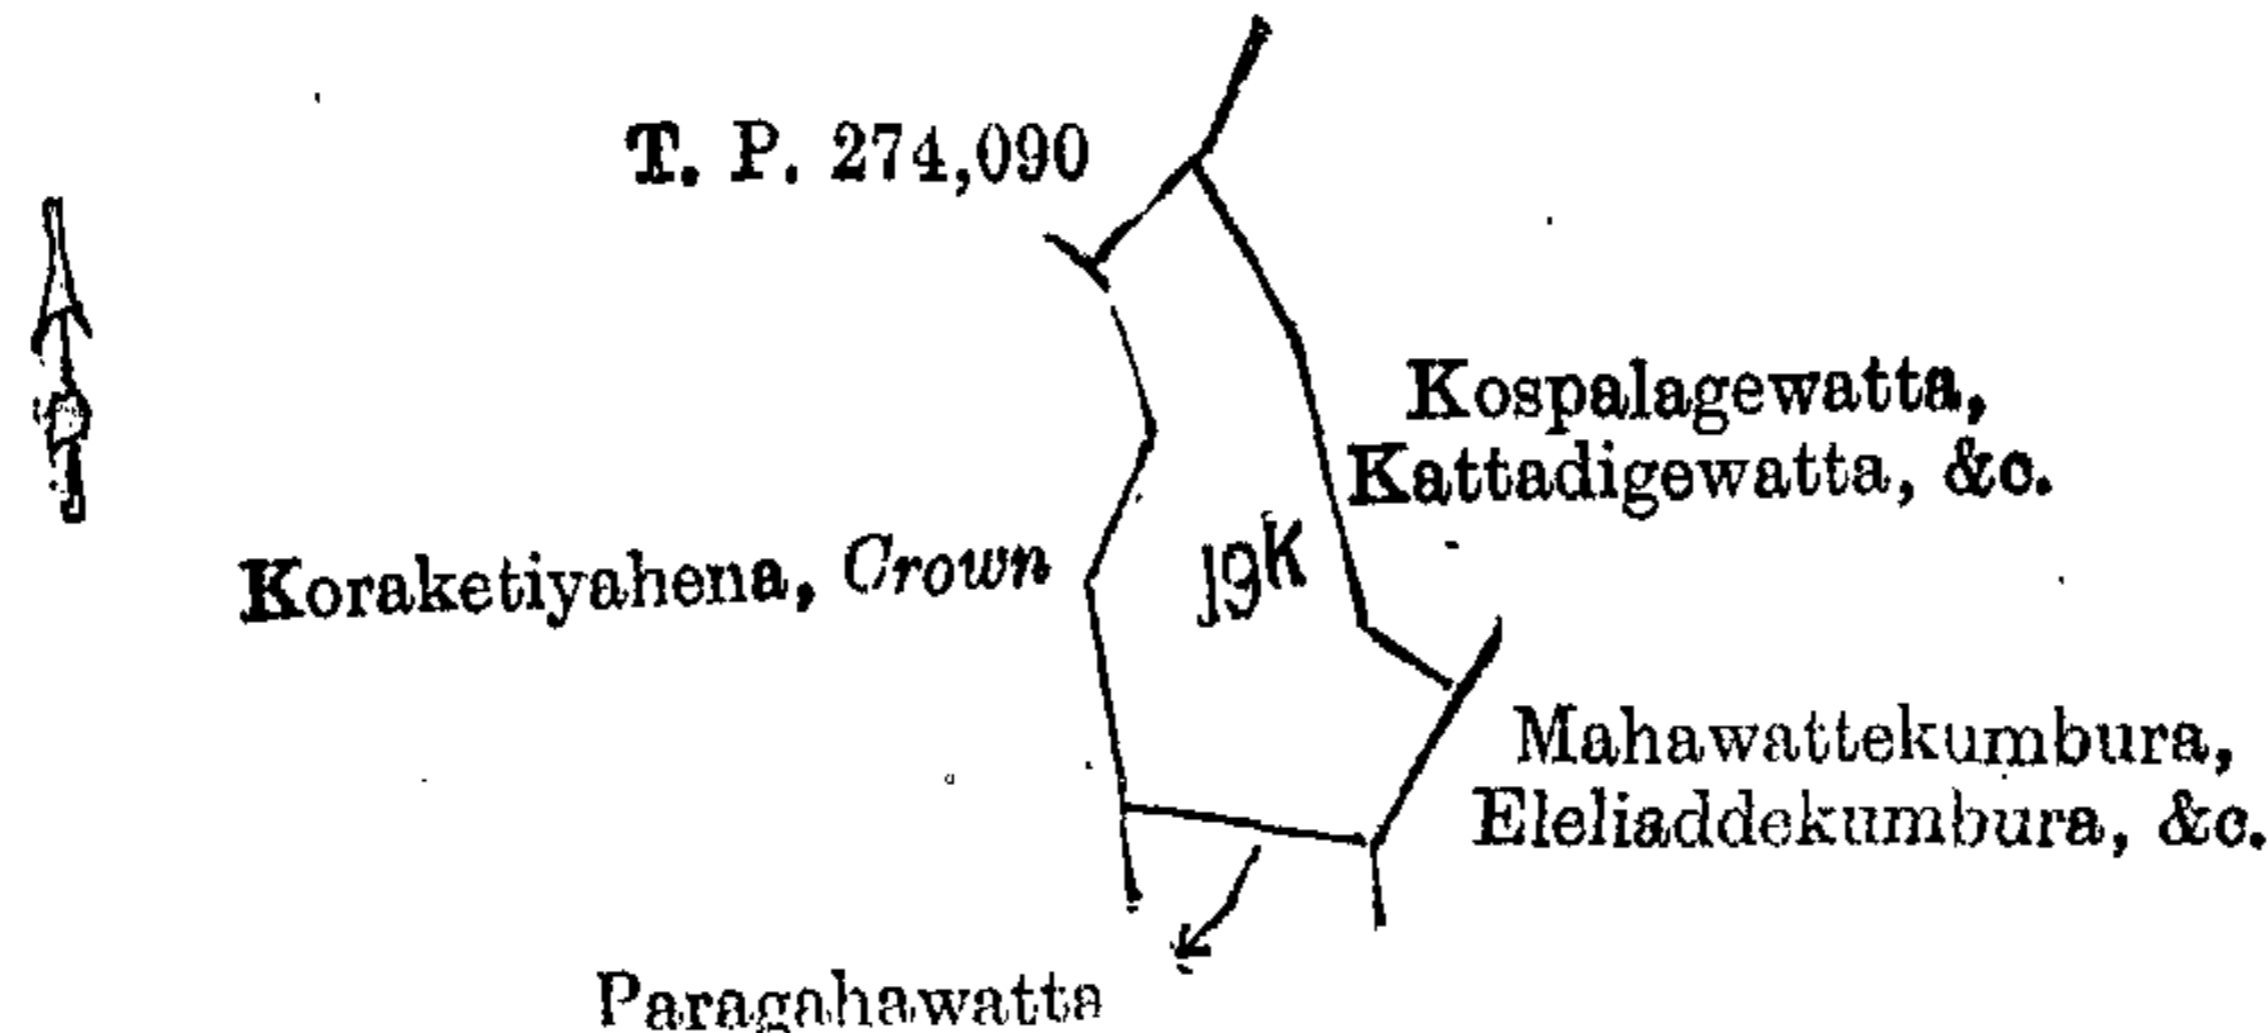 T. P. 274,090
Kospalagewatta,
Kattadigewatta, &c.
Koraketiyahena, Crown
19K
Mahawattekumbura,
Eleliaddekumbura, &c.
Paragahawatta